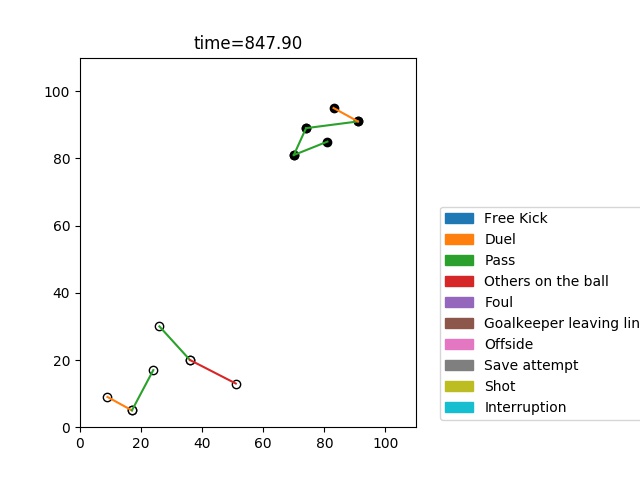 time=847.90
100
80
60
40
20
0
0 20 40 60 80 100
Free Kick
Duel
Pass
Others on the ball
Foul
Goalkeeper leaving lin
Offside
Save attempt
Shot
Interruption